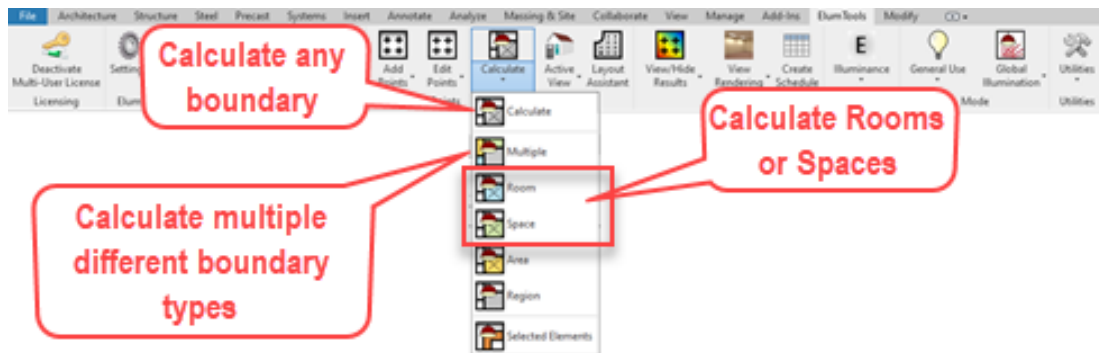 File Architecture Structure Steel Precast Systems Insert Annotate Analyze Massing & Site Collaborate View Manage Add-Ins ElumTools Modify
Deactivate
Multi-User License
Add
Points
Edit
Points
Calculate
Active
View
Layout
Assistant
View/Hide
Results
View
Rendering
Create
Schedule
E
Illuminance
General Use
Global
Illumination
Utilities
Licensing
Mode
Utilities
Calculate any
boundary
Calculate
Multiple
Room
Space
Area
Region
Selected Elements
Calculate Rooms
or Spaces
Calculate multiple
different boundary
types